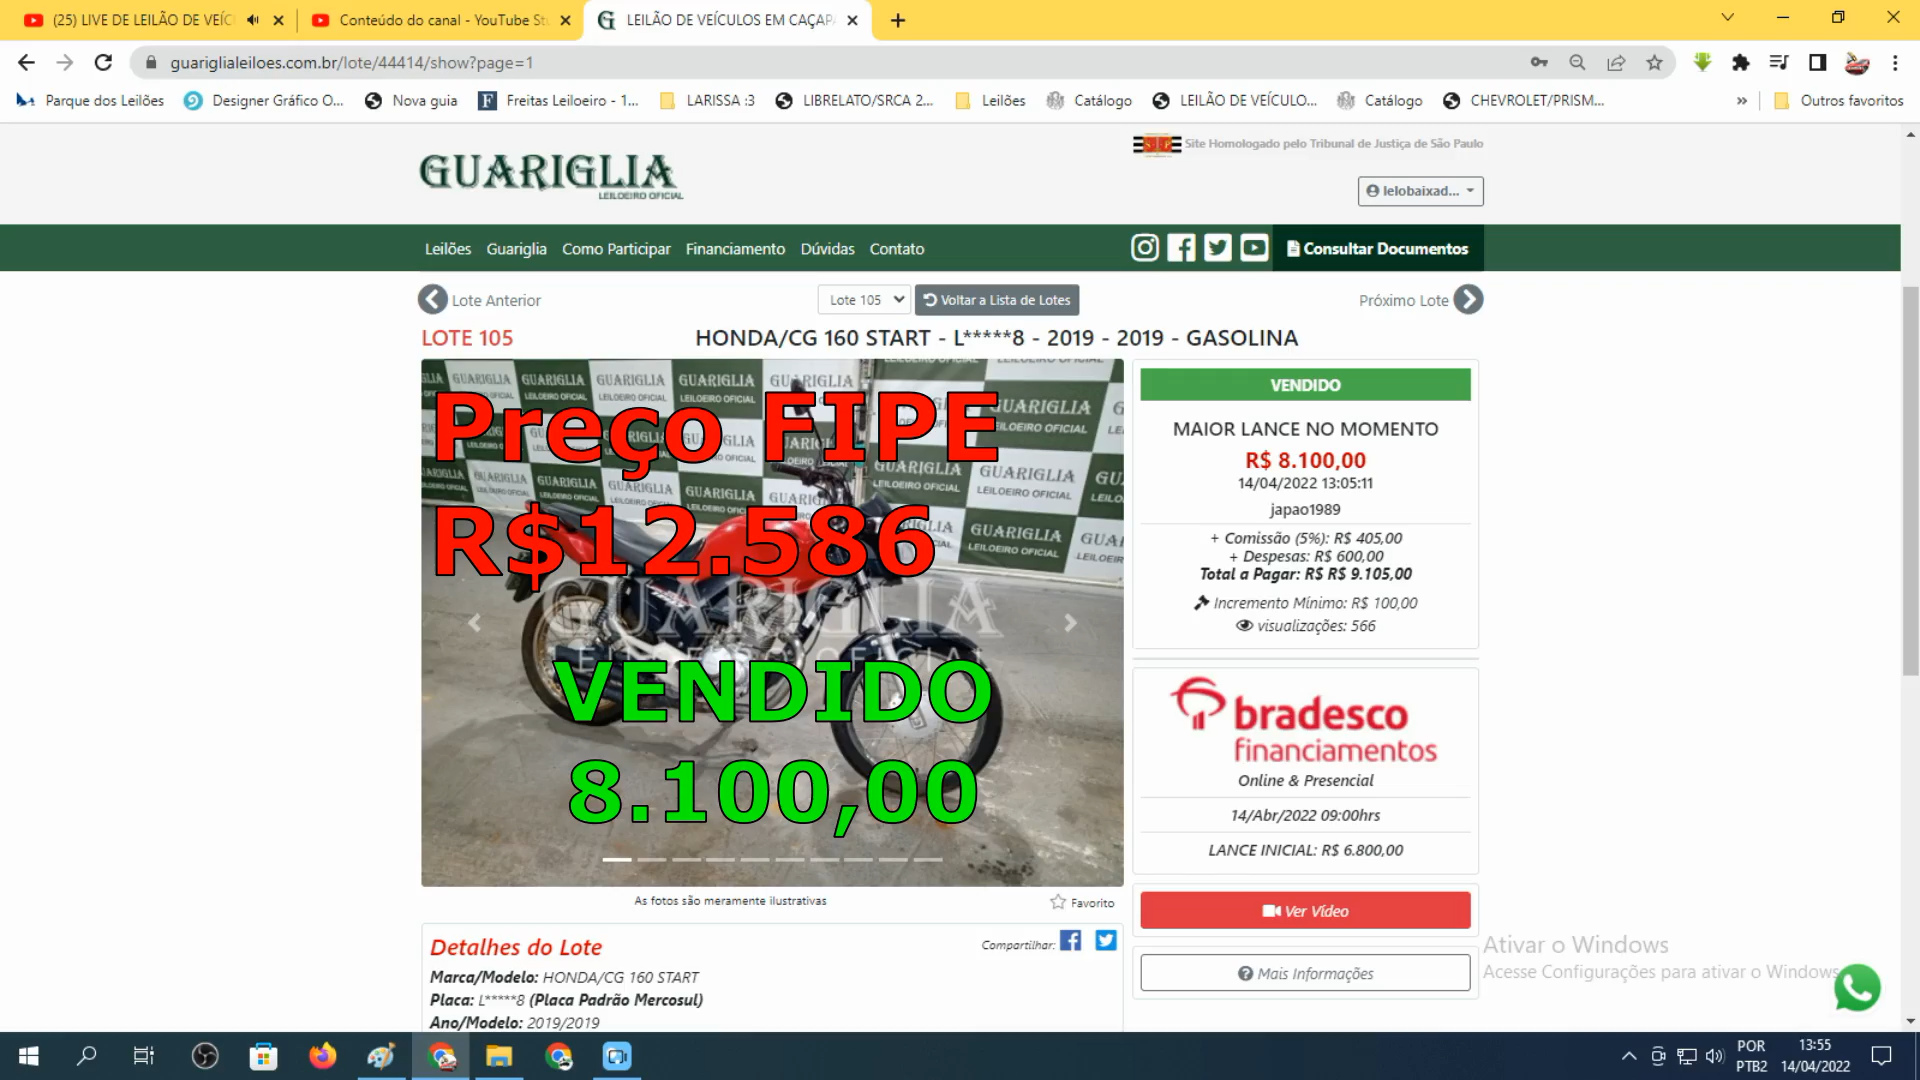 (25) LIVE DE LEILÃO DE VEÍC
Conteúdo do canal - YouTube St
LEILÃO DE VEÍCULOS EM CAÇAP
guariglialeiloes.com.br/lote/44414/show?page=1
Parque dos Leilões
Designer Gráfico O...
Nova guia
Freitas Leiloeiro - 1...
LARISSA :3
LIBRELATO/SRCA 2...
Leilões
Catálogo
LEILÃO DE VEÍCULO...
Catálogo
CHEVROLET/PRISM...
Outros favoritos
GUARIGLIA
LEILOEIRO OFICIAL
Site Homologado pelo Tribunal de Justiça de São Paulo
lelobaixad...
Leilões Guariglia Como Participar Financiamento Dúvidas Contato
Consultar Documentos
Lote Anterior
Lote 105
Voltar a Lista de Lotes
Próximo Lote
LOTE 105
HONDA/CG 160 START - L*****8 - 2019 - 2019 - GASOLINA
Preço FIPE
R$12.586
GUARIGLIA
LEILOEIRO OFICIAL
VENDIDO
8.100,00
As fotos são meramente ilustrativas
Favorito
VENDIDO
MAIOR LANCE NO MOMENTO
R$ 8.100,00
14/04/2022 13:05:11
japao1989
+ Comissão (5%): R$ 405,00
+ Despesas: R$ 600,00
Total a Pagar: R$ R$ 9.105,00
Incremento Mínimo: R$ 100,00
visualizações: 566
bradesco
financiamentos
Online & Presencial
14/Abr/2022 09:00hrs
LANCE INICIAL: R$ 6.800,00
Ver Vídeo
Mais Informações
Detalhes do Lote
Compartilhar:
Marca/Modelo: HONDA/CG 160 START
Placa: L*****8 (Placa Padrão Mercosul)
Ano/Modelo: 2019/2019
Ativar o Windows
Acesse Configurações para ativar o Windows
POR
PTB2
13:55
14/04/2022